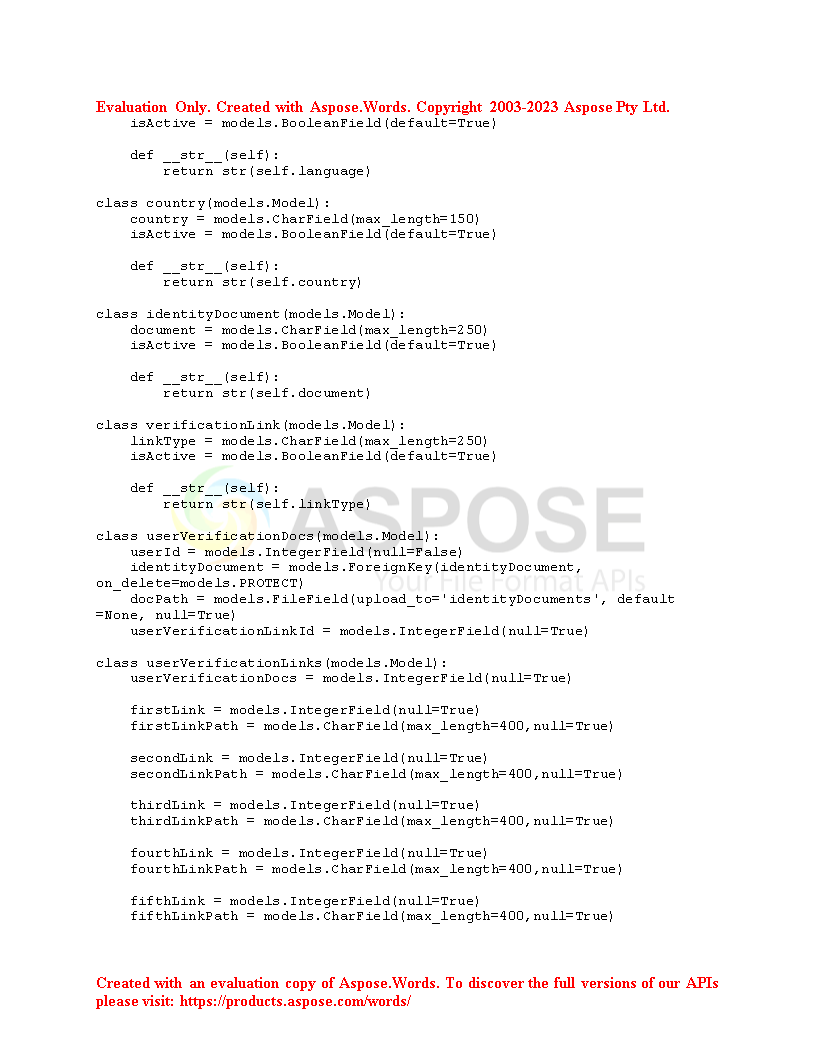 Evaluation Only. Created with Aspose.Words. Copyright 2003-2023 Aspose Pty Ltd.
    isActive = models.BooleanField(default=True)

    def __str__(self):
        return str(self.language)

class country(models.Model):
    country = models.CharField(max_length=150)
    isActive = models.BooleanField(default=True)

    def __str__(self):
        return str(self.country)

class identityDocument(models.Model):
    document = models.CharField(max_length=250)
    isActive = models.BooleanField(default=True)

    def __str__(self):
        return str(self.document)

class verificationLink(models.Model):
    linkType = models.CharField(max_length=250)
    isActive = models.BooleanField(default=True)

    def __str__(self):
        return str(self.linkType)
ASPOSE

class userVerificationDocs(models.Model):
    userId = models.IntegerField(null=False)
    identityDocument = models.ForeignKey(identityDocument,
on_delete=models.PROTECT)
Your File Format APIs
    docPath = models.FileField(upload_to='identityDocuments', default
=None, null=True)
    userVerificationLinkId = models.IntegerField(null=True)

class userVerificationLinks(models.Model):
    userVerificationDocs = models.IntegerField(null=True)

    firstLink = models.IntegerField(null=True)
    firstLinkPath = models.CharField(max_length=400,null=True)

    secondLink = models.IntegerField(null=True)
    secondLinkPath = models.CharField(max_length=400,null=True)

    thirdLink = models.IntegerField(null=True)
    thirdLinkPath = models.CharField(max_length=400,null=True)

    fourthLink = models.IntegerField(null=True)
    fourthLinkPath = models.CharField(max_length=400,null=True)

    fifthLink = models.IntegerField(null=True)
    fifthLinkPath = models.CharField(max_length=400,null=True)

Created with an evaluation copy of Aspose.Words. To discover the full versions of our APIs
please visit: https://products.aspose.com/words/